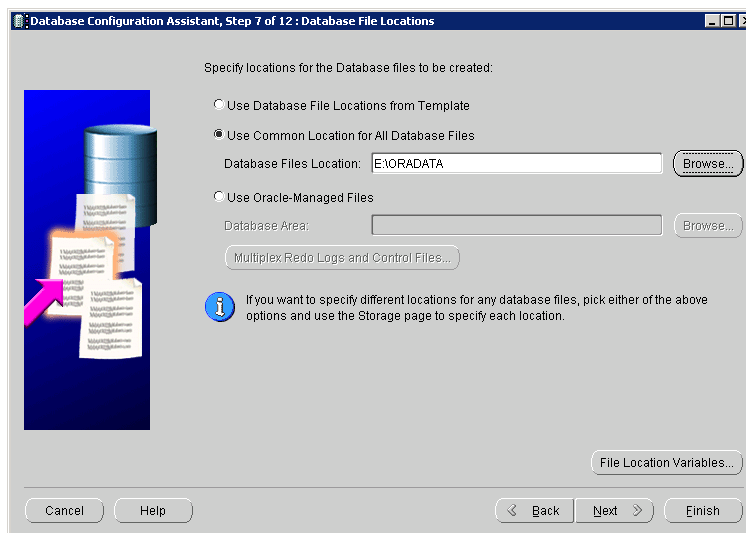 Database Configuration Assistant, Step 7 of 12 : Database File Locations
Specify locations for the Database files to be created:
Use Database File Locations from Template
Use Common Location for All Database Files
Database Files Location: E:\ORADATA Browse...
Use Oracle-Managed Files
Database Area: Browse...
Multiplex Redo Logs and Control Files...
If you want to specify different locations for any database files, pick either of the above
options and use the Storage page to specify each location.
File Location Variables...
Cancel Help Back Next Finish